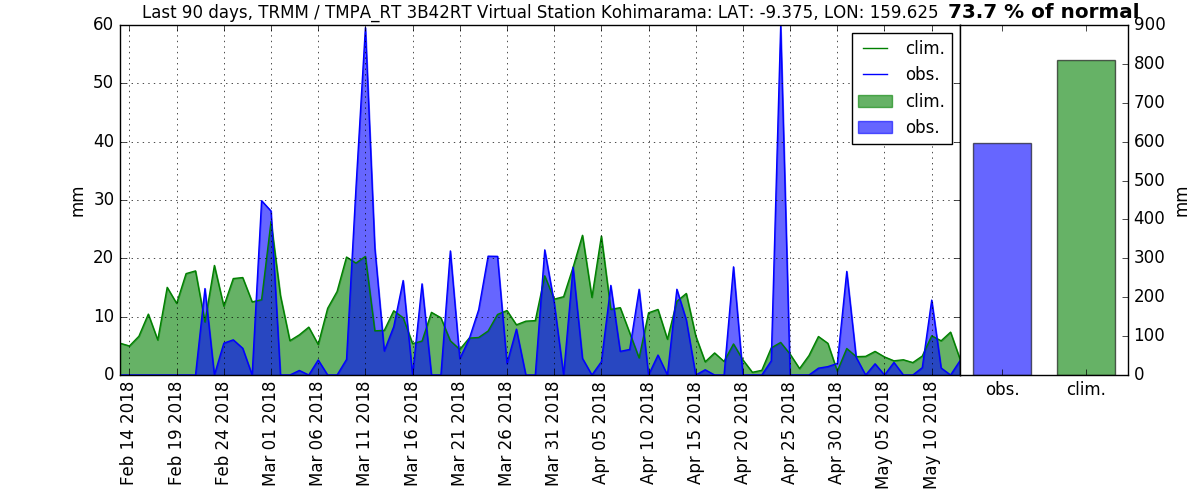 Last 90 days, TRMM / TMPA_RT 3B42RT Virtual Station Kohimarama: LAT: -9.375, LON: 159.625 73.7 % of normal
60
50
40
30
20
10
0
mm
clim.
obs.
clim.
obs.
900
800
700
600
500
400
300
200
100
0
mm
obs.
clim.
Feb 14 2018
Feb 19 2018
Feb 24 2018
Mar 01 2018
Mar 06 2018
Mar 11 2018
Mar 16 2018
Mar 21 2018
Mar 26 2018
Mar 31 2018
Apr 05 2018
Apr 10 2018
Apr 15 2018
Apr 20 2018
Apr 25 2018
Apr 30 2018
May 05 2018
May 10 2018